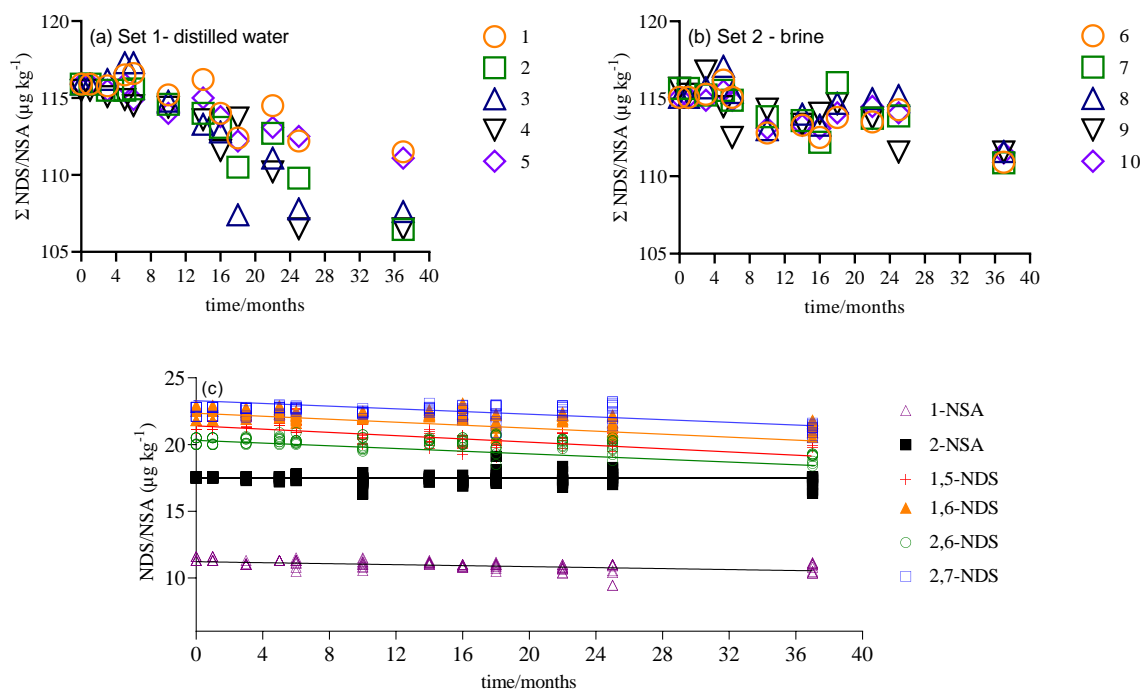 (a) Set 1- distilled water
Σ NDS/NSA (µg kg⁻¹)
120
115
110
105
0 4 8 12 16 20 24 28 32 36 40
time/months
1
2
3
4
5
(b) Set 2 - brine
Σ NDS/NSA (µg kg⁻¹)
120
115
110
105
0 4 8 12 16 20 24 28 32 36 40
time/months
6
7
8
9
10
(c)
NDS/NSA (µg kg⁻¹)
25
20
15
10
0 4 8 12 16 20 24 28 32 36 40
time/months
1-NSA
2-NSA
1,5-NDS
1,6-NDS
2,6-NDS
2,7-NDS